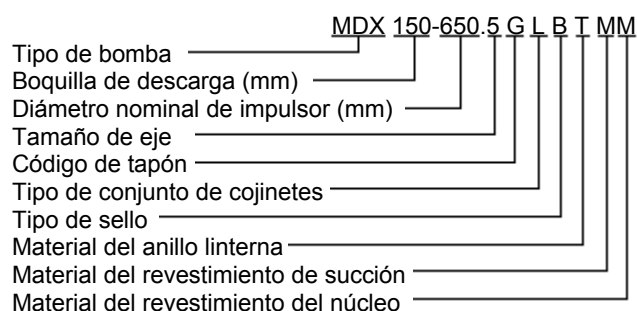 MDX 150-650.5 G L B T MM
Tipo de bomba
Boquilla de descarga (mm)
Diámetro nominal de impulsor (mm)
Tamaño de eje
Código de tapón
Tipo de conjunto de cojinetes
Tipo de sello
Material del anillo linterna
Material del revestimiento de succión
Material del revestimiento del núcleo